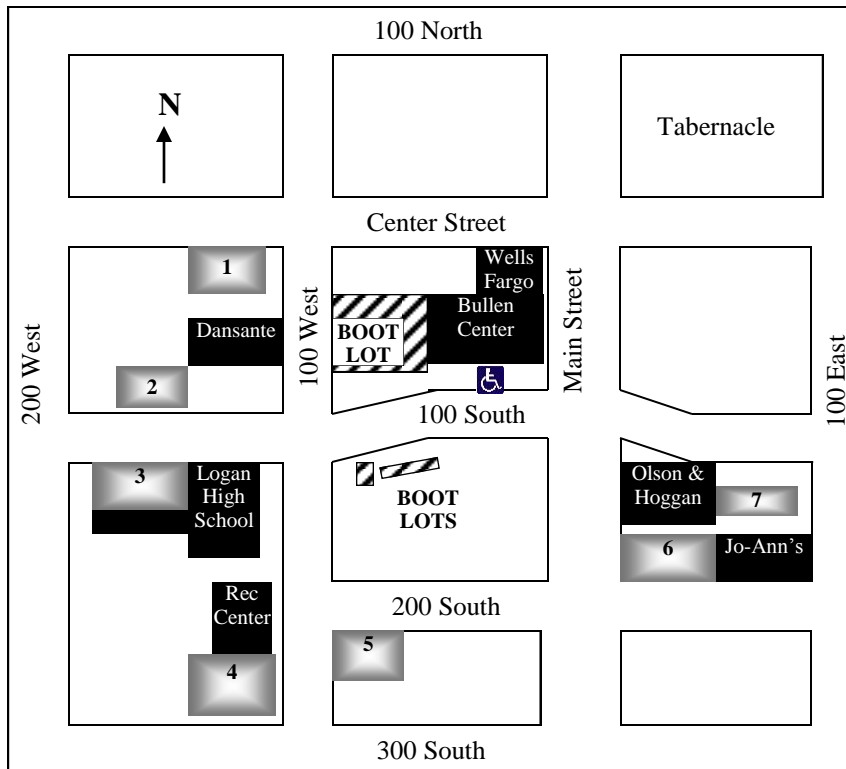 100 North
N
Tabernacle
Center Street
1
Wells
Fargo
Dansante
BOOT
LOT
Bullen
Center
200 West
100 West
Main Street
100 East
2
100 South
3
Logan
High
School
BOOT
LOTS
Olson &
Hoggan
7
6
Jo-Ann's
Rec
Center
200 South
4
5
300 South